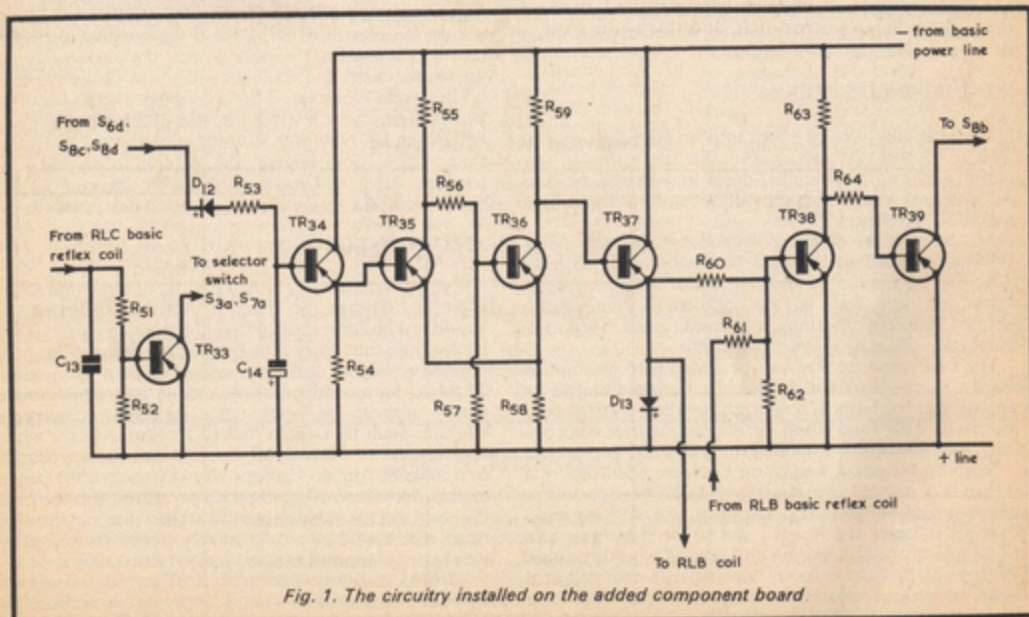 − from basic
power line
R55
R59
R63
To S8b
From S6d,
S8c, S8d
D12
R53
R56
R64
TR34
TR35
TR36
TR37
TR38
TR39
From RLC basic
reflex coil
To selector
switch
S3a, S7a
R60
R51
R61
TR33
C13
C14
R54
R52
R57
R58
D13
R62
+ line
From RLB basic reflex coil
To RLB coil
Fig. 1. The circuitry installed on the added component board